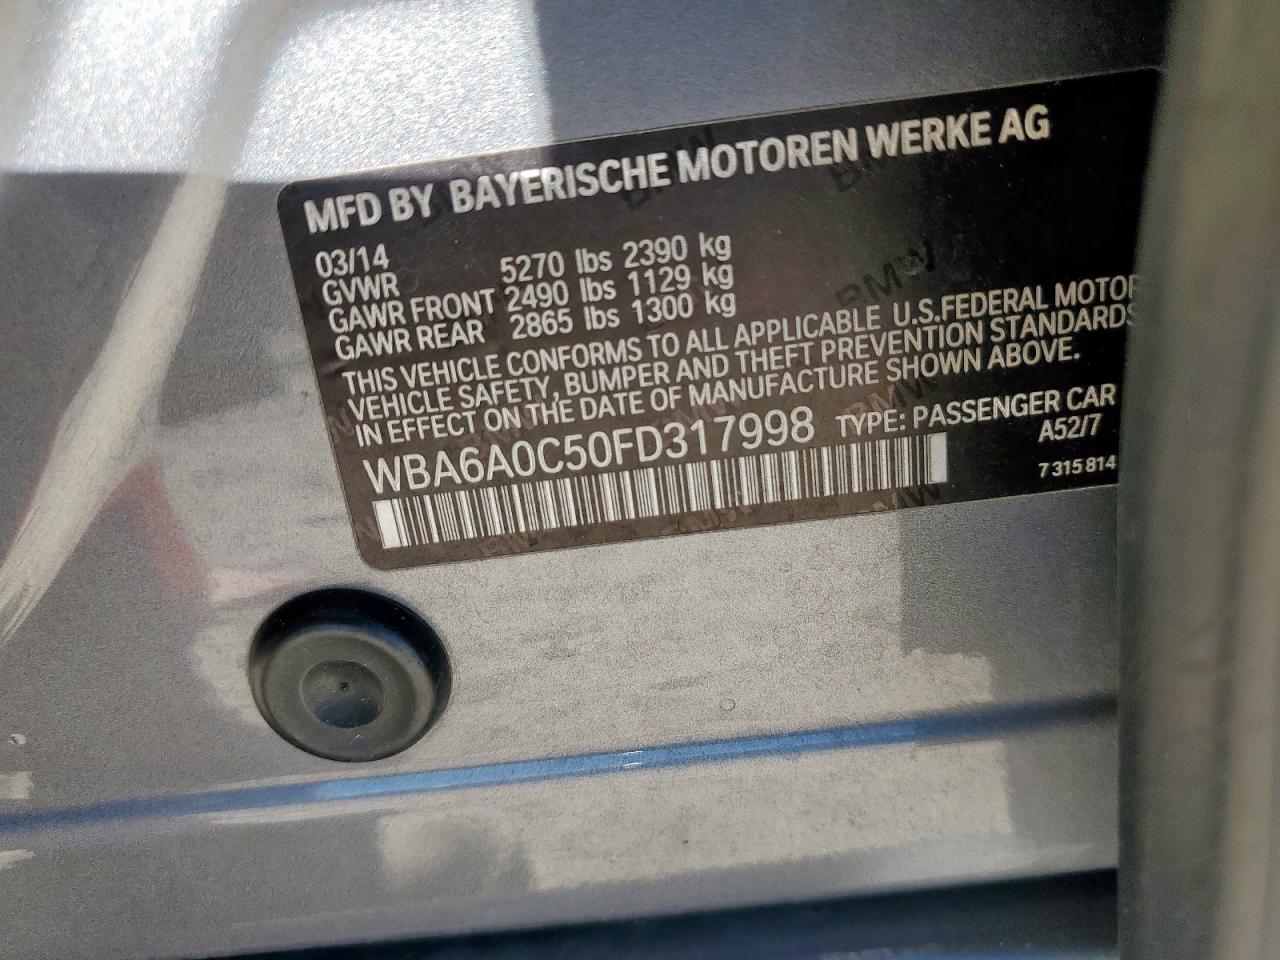 MFD BY BAYERISCHE MOTOREN WERKE AG
03/14
GVWR 5270 lbs 2390 kg
GAWR FRONT 2490 lbs 1129 kg
GAWR REAR 2865 lbs 1300 kg
THIS VEHICLE CONFORMS TO ALL APPLICABLE U.S.FEDERAL MOTOR
VEHICLE SAFETY, BUMPER AND THEFT PREVENTION STANDARDS
IN EFFECT ON THE DATE OF MANUFACTURE SHOWN ABOVE.
WBA6A0C50FD317998 TYPE: PASSENGER CAR
A52/7
7 315 814